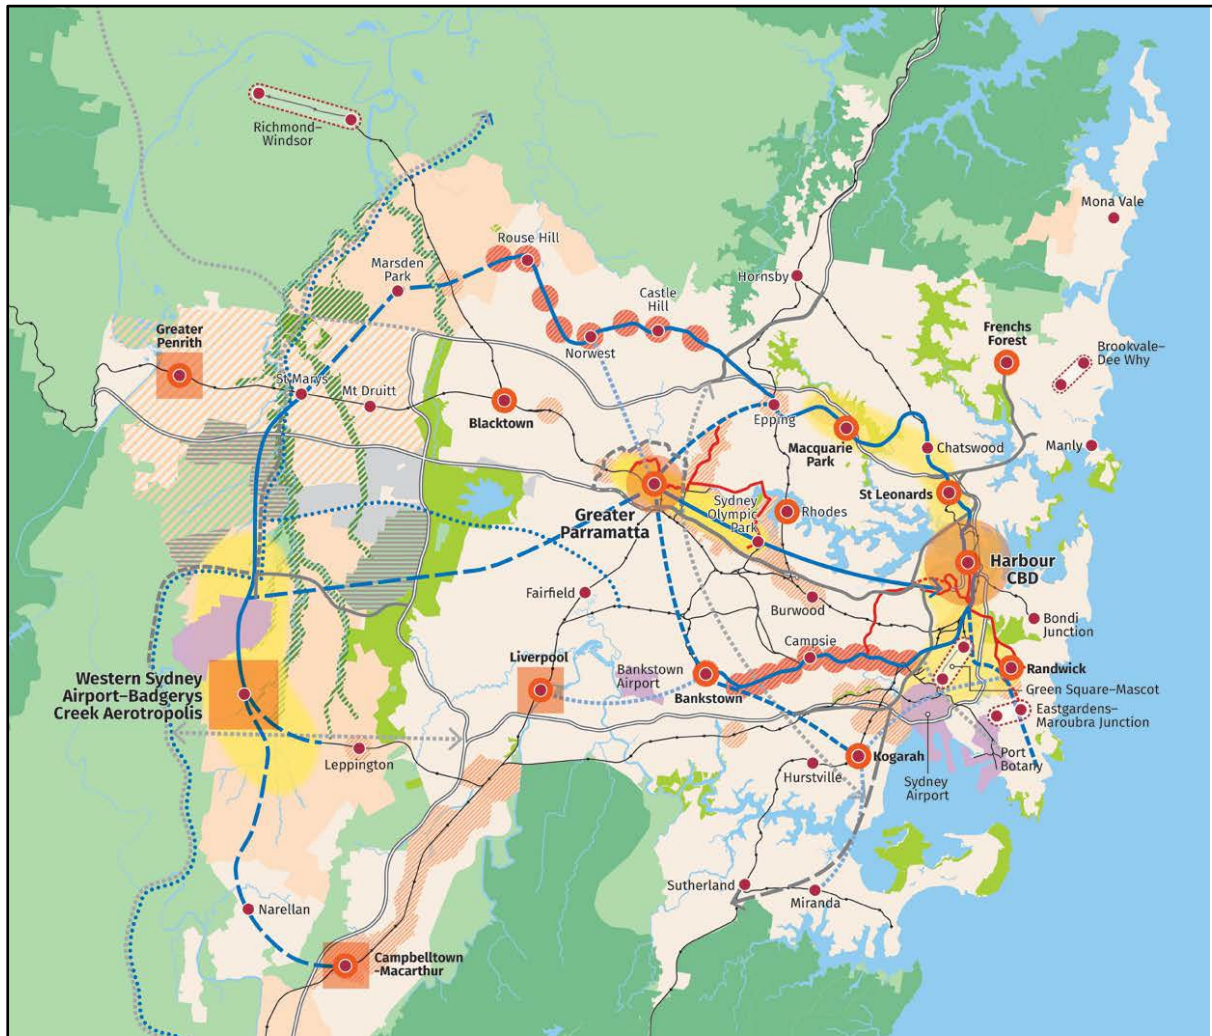 Richmond–
Windsor
Mona Vale
Rouse Hill
Marsden
Park
Hornsby
Castle
Hill
Greater
Penrith
Frenchs
Forest
Norwest
Brookvale–
Dee Why
St Marys
Mt Druitt
Blacktown
Epping
Macquarie
Park
Chatswood
Manly
St Leonards
Greater
Parramatta
Sydney
Olympic
Park
Rhodes
Harbour
CBD
Fairfield
Burwood
Bondi
Junction
Campsie
Liverpool
Bankstown
Airport
Bankstown
Randwick
Western Sydney
Airport–Badgerys
Creek Aerotropolis
Green Square–Mascot
Eastgardens–
Maroubra Junction
Leppington
Kogarah
Hurstville
Sydney
Airport
Port
Botany
Sutherland
Miranda
Narellan
Campbelltown
-Macarthur